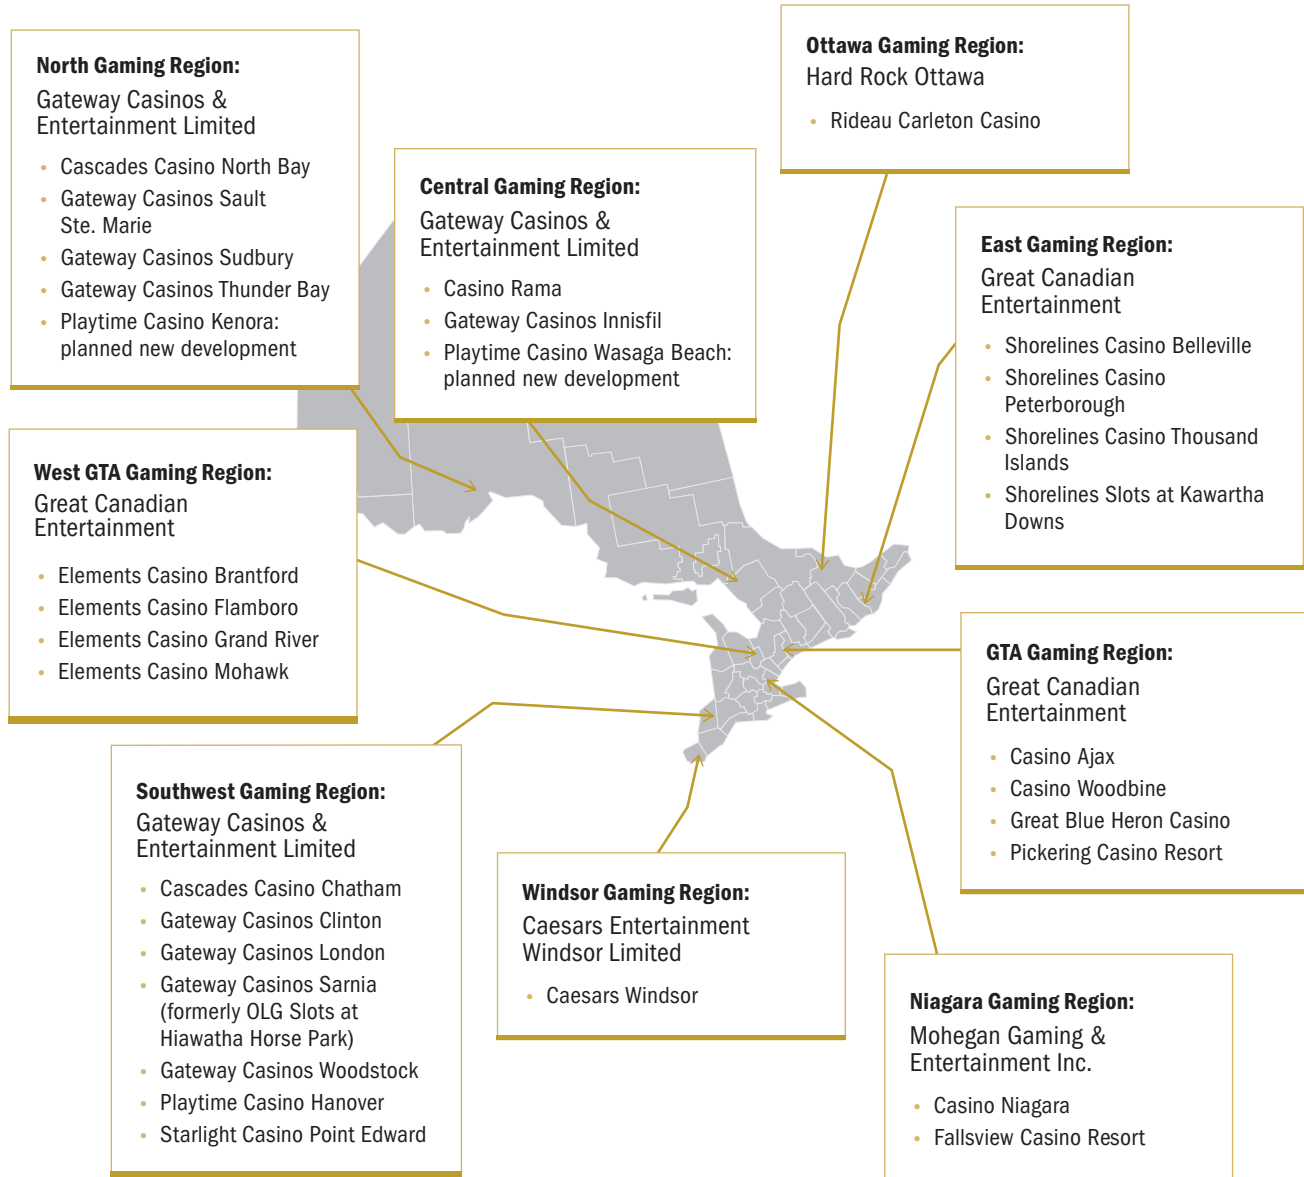 North Gaming Region:
Gateway Casinos &
Entertainment Limited
• Cascades Casino North Bay
• Gateway Casinos Sault
Ste. Marie
• Gateway Casinos Sudbury
• Gateway Casinos Thunder Bay
• Playtime Casino Kenora:
planned new development
Central Gaming Region:
Gateway Casinos &
Entertainment Limited
• Casino Rama
• Gateway Casinos Innisfil
• Playtime Casino Wasaga Beach:
planned new development
Ottawa Gaming Region:
Hard Rock Ottawa
• Rideau Carleton Casino
East Gaming Region:
Great Canadian
Entertainment
• Shorelines Casino Belleville
• Shorelines Casino
Peterborough
• Shorelines Casino Thousand
Islands
• Shorelines Slots at Kawartha
Downs
West GTA Gaming Region:
Great Canadian
Entertainment
• Elements Casino Brantford
• Elements Casino Flamboro
• Elements Casino Grand River
• Elements Casino Mohawk
GTA Gaming Region:
Great Canadian
Entertainment
• Casino Ajax
• Casino Woodbine
• Great Blue Heron Casino
• Pickering Casino Resort
Southwest Gaming Region:
Gateway Casinos &
Entertainment Limited
• Cascades Casino Chatham
• Gateway Casinos Clinton
• Gateway Casinos London
• Gateway Casinos Sarnia
(formerly OLG Slots at
Hiawatha Horse Park)
• Gateway Casinos Woodstock
• Playtime Casino Hanover
• Starlight Casino Point Edward
Windsor Gaming Region:
Caesars Entertainment
Windsor Limited
• Caesars Windsor
Niagara Gaming Region:
Mohegan Gaming &
Entertainment Inc.
• Casino Niagara
• Fallsview Casino Resort